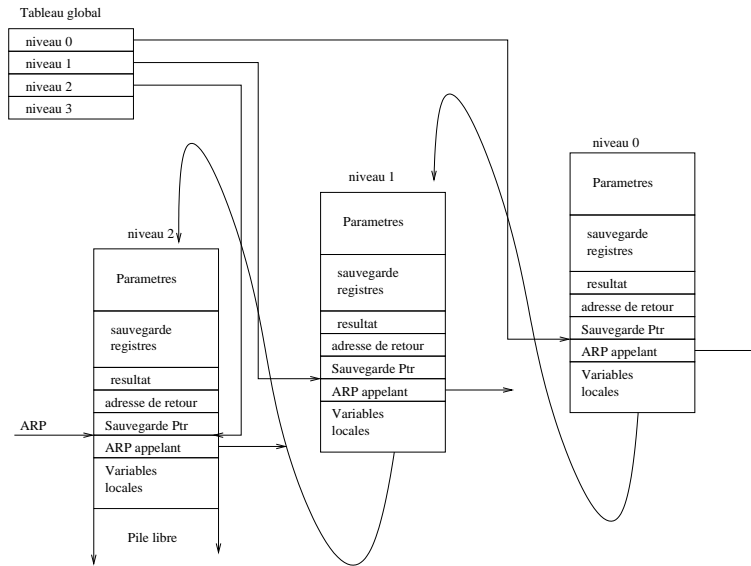 Tableau global
niveau 0
niveau 1
niveau 2
niveau 3
niveau 2
Parametres
sauvegarde
registres
resultat
adresse de retour
Sauvegarde Ptr
ARP
ARP appelant
Variables
locales
Pile libre
niveau 1
Parametres
sauvegarde
registres
resultat
adresse de retour
Sauvegarde Ptr
ARP appelant
Variables
locales
niveau 0
Parametres
sauvegarde
registres
resultat
adresse de retour
Sauvegarde Ptr
ARP appelant
Variables
locales